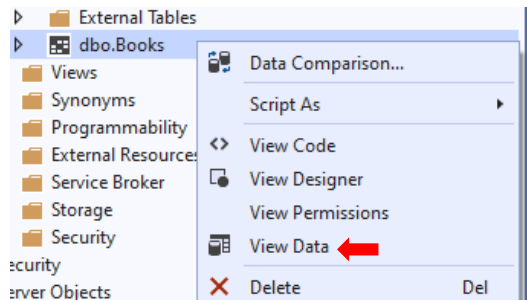 External Tables
dbo.Books
Views
Synonyms
Programmability
External Resources
Service Broker
Storage
Security
ecurity
erver Objects
Data Comparison...
Script As
View Code
View Designer
View Permissions
View Data
Delete Del